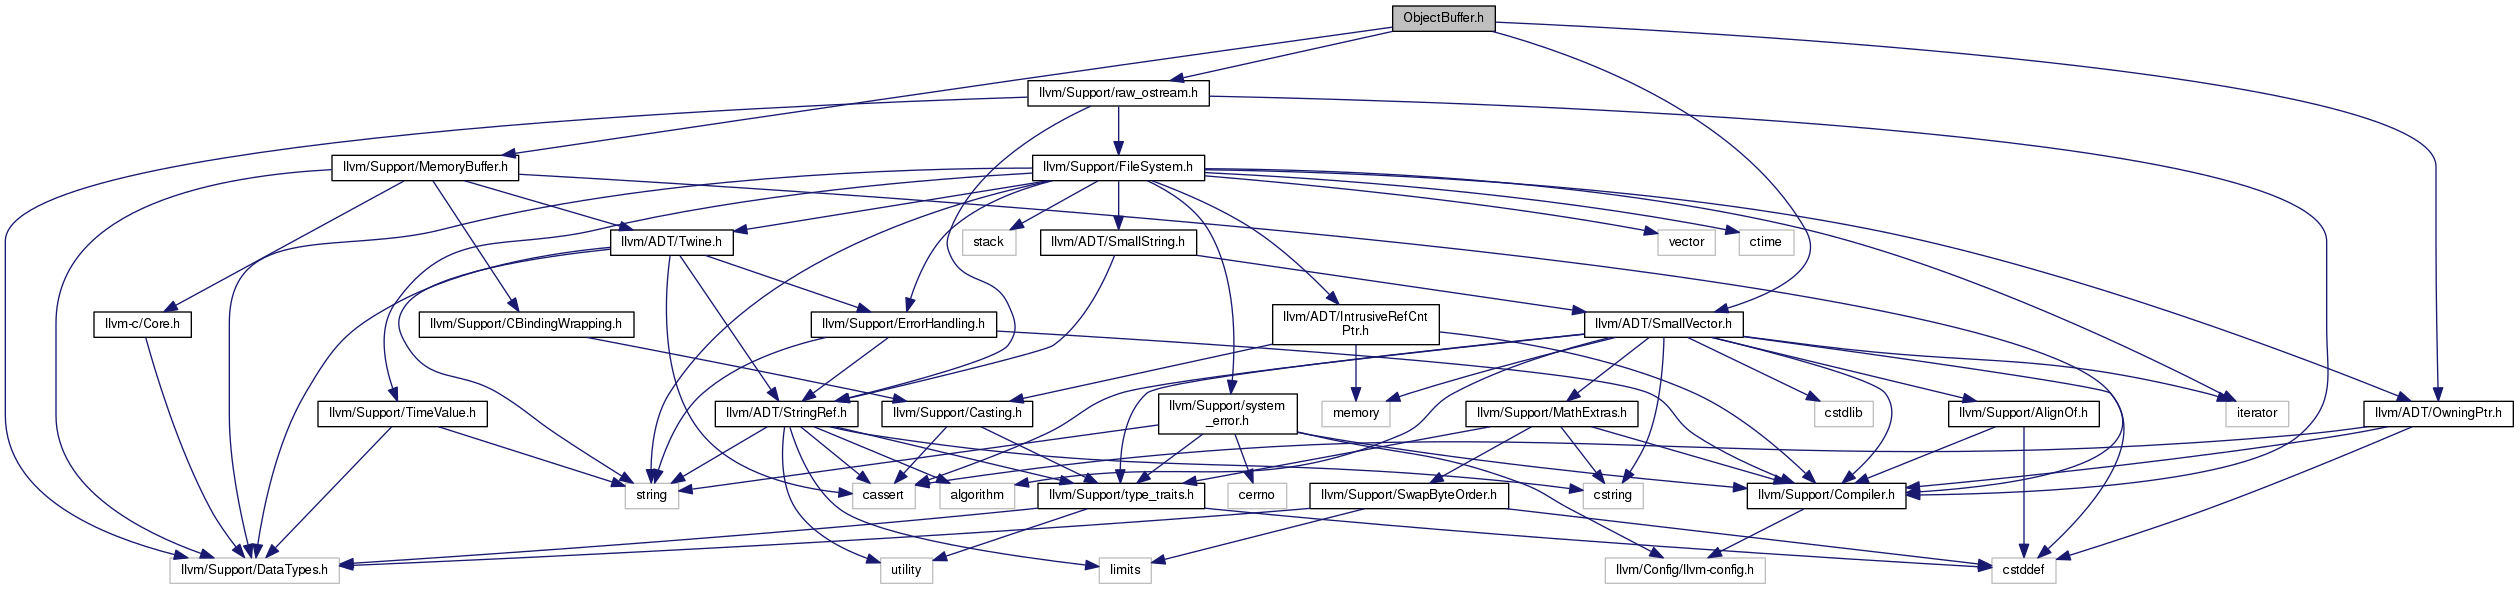 ObjectBuffer.h
llvm/Support/raw_ostream.h
llvm/Support/MemoryBuffer.h
llvm/Support/FileSystem.h
llvm/ADT/Twine.h
stack
llvm/ADT/SmallString.h
vector
ctime
llvm-c/Core.h
llvm/Support/CBindingWrapping.h
llvm/Support/ErrorHandling.h
llvm/ADT/IntrusiveRefCnt
Ptr.h
llvm/ADT/SmallVector.h
llvm/Support/TimeValue.h
llvm/ADT/StringRef.h
llvm/Support/Casting.h
llvm/Support/system
_error.h
memory
llvm/Support/MathExtras.h
cstdlib
llvm/Support/AlignOf.h
iterator
llvm/ADT/OwningPtr.h
string
cassert
algorithm
llvm/Support/type_traits.h
cerrno
llvm/Support/SwapByteOrder.h
cstring
llvm/Support/Compiler.h
llvm/Support/DataTypes.h
utility
limits
llvm/Config/llvm-config.h
cstddef